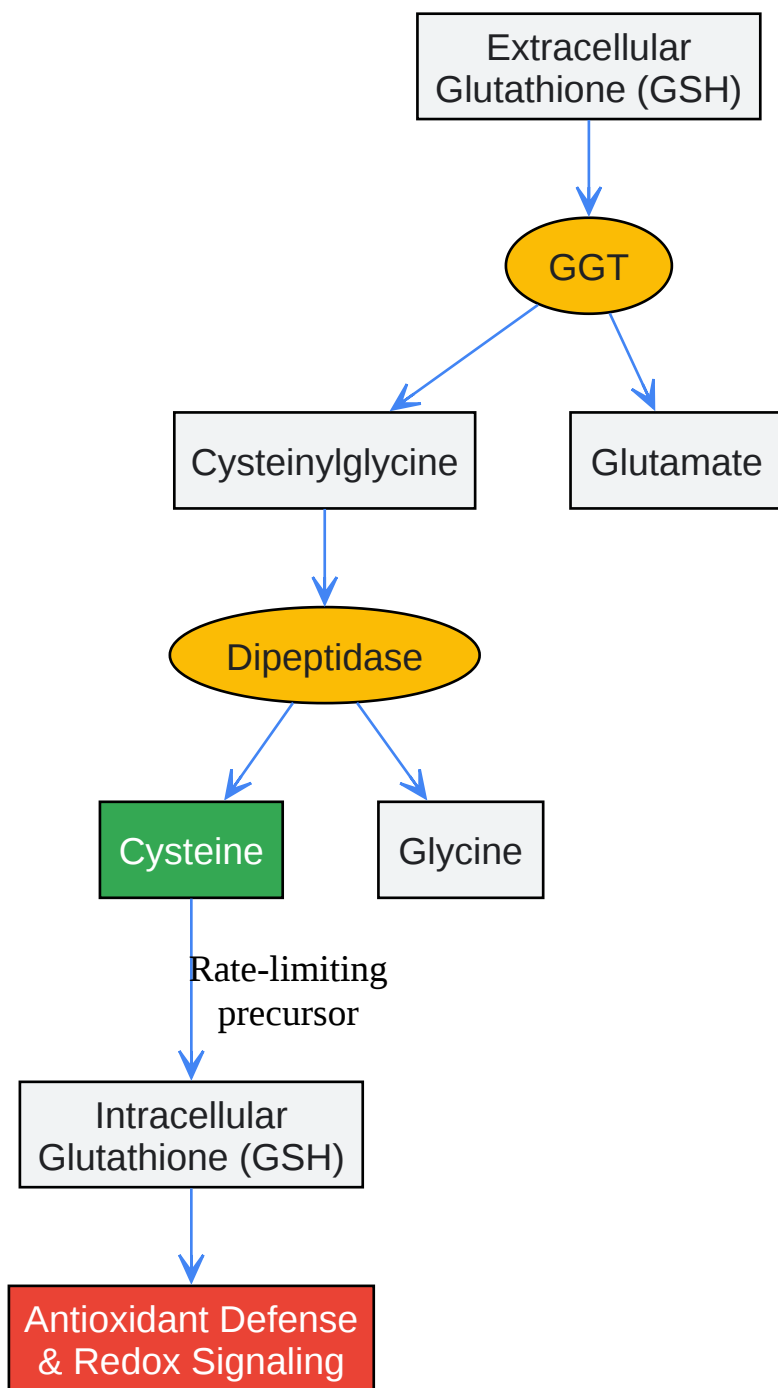 Extracellular
Glutathione (GSH)
GGT
Cysteinylglycine
Glutamate
Dipeptidase
Cysteine
Glycine
Rate-limiting
precursor
Intracellular
Glutathione (GSH)
Antioxidant Defense
& Redox Signaling